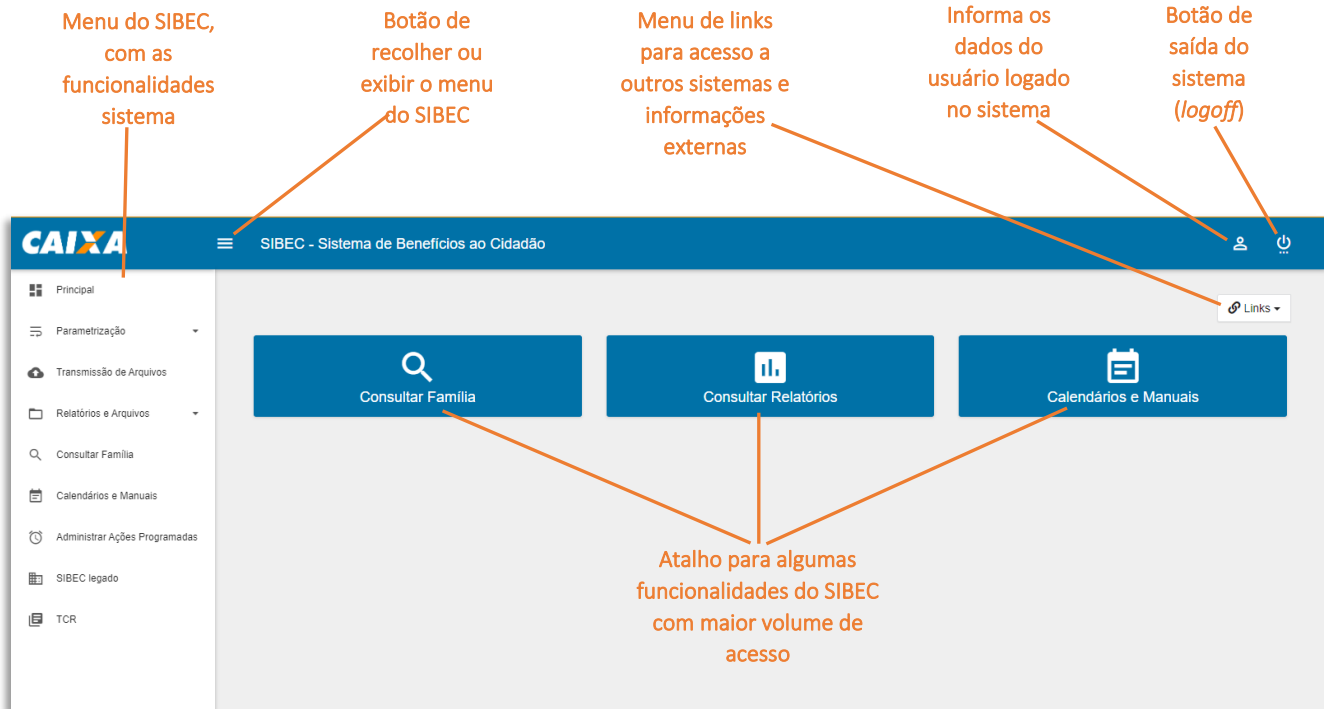 Menu do SIBEC,
com as
funcionalidades
sistema
Botão de
recolher ou
exibir o menu
do SIBEC
Menu de links
para acesso a
outros sistemas e
informações
externas
Informa os
dados do
usuário logado
no sistema
Botão de
saída do
sistema
(logoff)
CAIXA
SIBEC - Sistema de Benefícios ao Cidadão
Principal
Parametrização
Transmissão de Arquivos
Relatórios e Arquivos
Consultar Família
Calendários e Manuais
Administrar Ações Programadas
SIBEC legado
TCR
Links
Consultar Família
Consultar Relatórios
Calendários e Manuais
Atalho para algumas
funcionalidades do SIBEC
com maior volume de
acesso